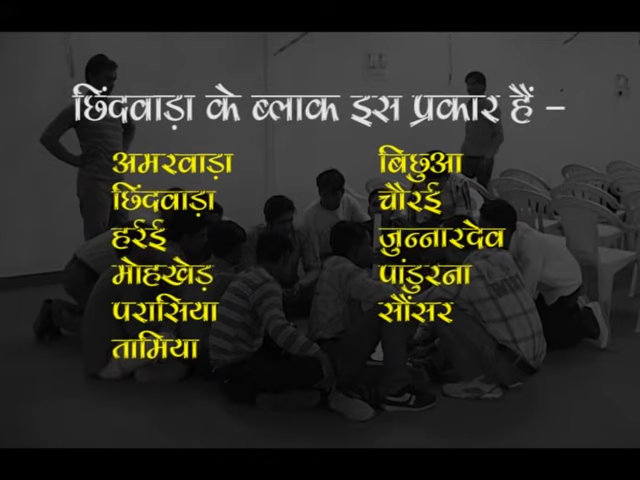 छिंदवाड़ा के ब्लाक इस प्रकार हैं –
अमरवाड़ा
छिंदवाड़ा
हर्रई
मोहखेड़
परासिया
तामिया
बिछुआ
चौरई
जुन्नारदेव
पांडुरना
सौंसर